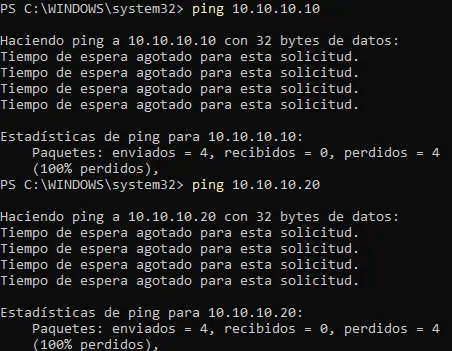 PS C:\WINDOWS\system32> ping 10.10.10.10
Haciendo ping a 10.10.10.10 con 32 bytes de datos:
Tiempo de espera agotado para esta solicitud.
Tiempo de espera agotado para esta solicitud.
Tiempo de espera agotado para esta solicitud.
Tiempo de espera agotado para esta solicitud.
Estadísticas de ping para 10.10.10.10:
Paquetes: enviados = 4, recibidos = 0, perdidos = 4
(100% perdidos),
PS C:\WINDOWS\system32> ping 10.10.10.20
Haciendo ping a 10.10.10.20 con 32 bytes de datos:
Tiempo de espera agotado para esta solicitud.
Tiempo de espera agotado para esta solicitud.
Tiempo de espera agotado para esta solicitud.
Tiempo de espera agotado para esta solicitud.
Estadísticas de ping para 10.10.10.20:
Paquetes: enviados = 4, recibidos = 0, perdidos = 4
(100% perdidos),